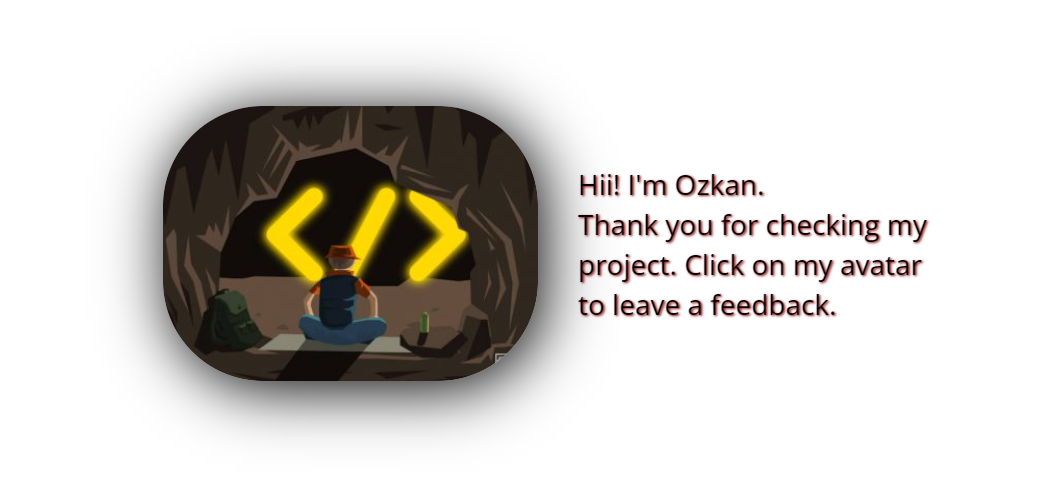 </>
Hii! I'm Ozkan.
Thank you for checking my
project. Click on my avatar
to leave a feedback.